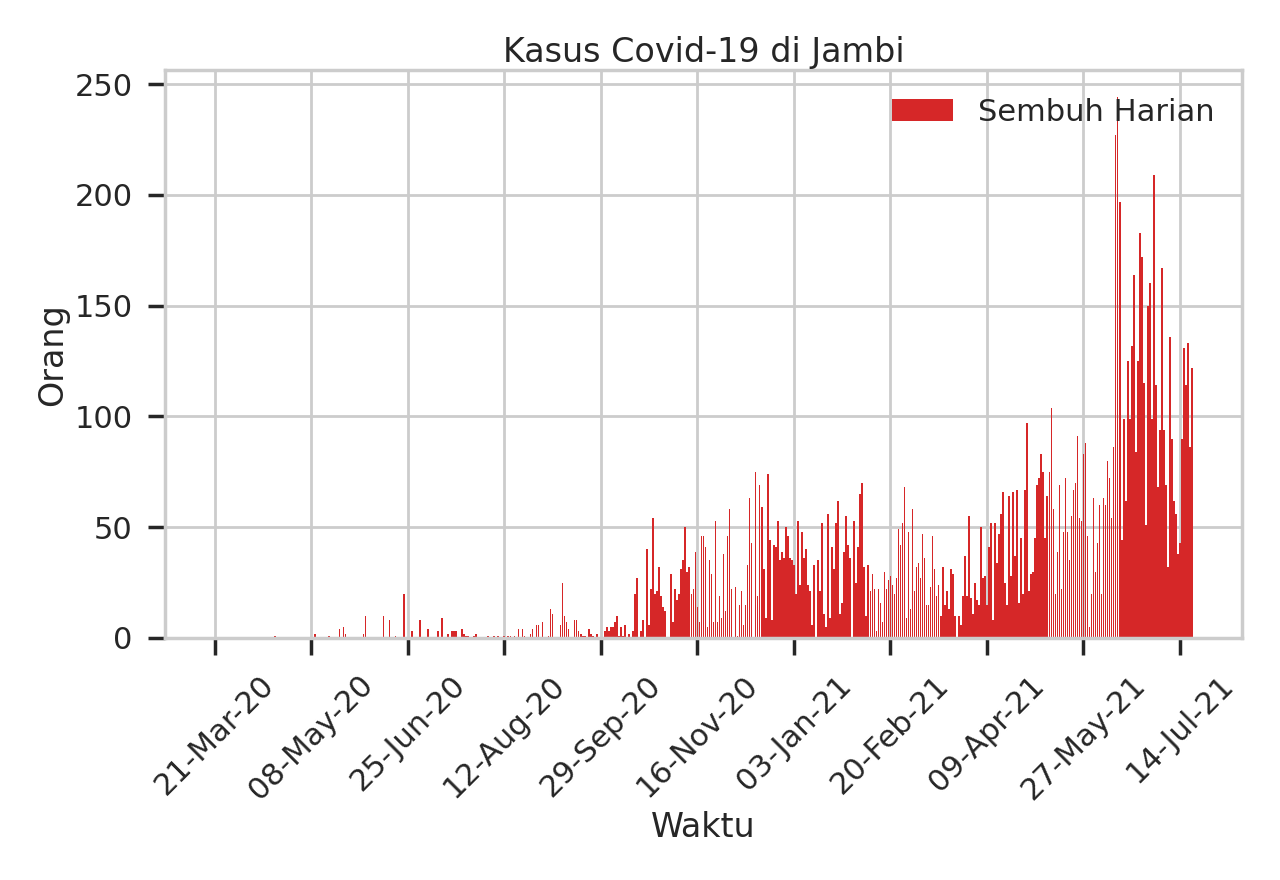 Kasus Covid-19 di Jambi
Sembuh Harian
Orang
250
200
150
100
50
0
21-Mar-20
08-May-20
25-Jun-20
12-Aug-20
29-Sep-20
16-Nov-20
03-Jan-21
20-Feb-21
09-Apr-21
27-May-21
14-Jul-21
Waktu